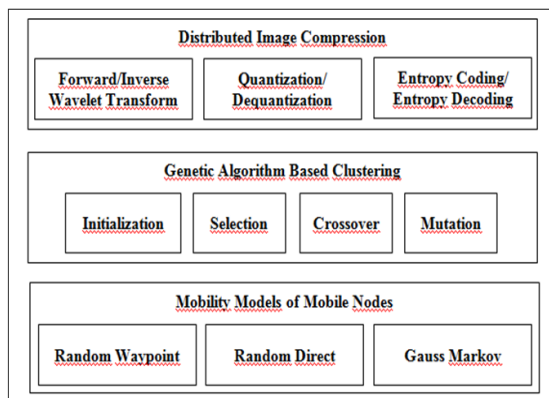 Distributed Image Compression
Forward/Inverse
Wavelet Transform
Quantization/
Dequantization
Entropy Coding/
Entropy Decoding
Genetic Algorithm Based Clustering
Initialization
Selection
Crossover
Mutation
Mobility Models of Mobile Nodes
Random Waypoint
Random Direct
Gauss Markov